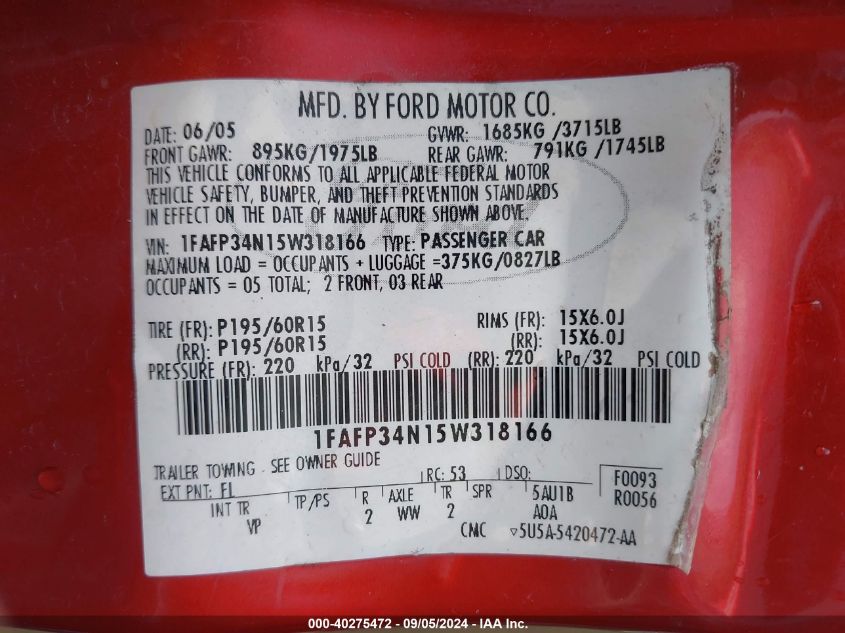 MFD. BY FORD MOTOR CO.
DATE: 06/05 GVWR: 1685KG /3715LB
FRONT GAWR: 895KG/1975LB REAR GAWR: 791KG /1745LB
THIS VEHICLE CONFORMS TO ALL APPLICABLE FEDERAL MOTOR
VEHICLE SAFETY, BUMPER, AND THEFT PREVENTION STANDARDS
IN EFFECT ON THE DATE OF MANUFACTURE SHOWN ABOVE.
VIN: 1FAFP34N15W318166 TYPE: PASSENGER CAR
MAXIMUM LOAD = OCCUPANTS + LUGGAGE =375KG/0827LB
OCCUPANTS = 05 TOTAL; 2 FRONT, 03 REAR
TIRE (FR): P195/60R15 RIMS (FR): 15X6.0J
(RR): P195/60R15 (RR): 15X6.0J
PRESSURE (FR): 220 kPa/32 PSI COLD (RR): 220 kPa/32 PSI COLD
1FAFP34N15W318166
TRAILER TOWING - SEE OWNER GUIDE
EXT PNT: FL RC: 53 DSO: F0093
INT TR TP/PS R AXLE TR SPR 5AU1B R0056
VP 2 WW 2 A0A
CMC ▿5U5A-5420472-AA
000-40275472 - 09/05/2024 - IAA Inc.